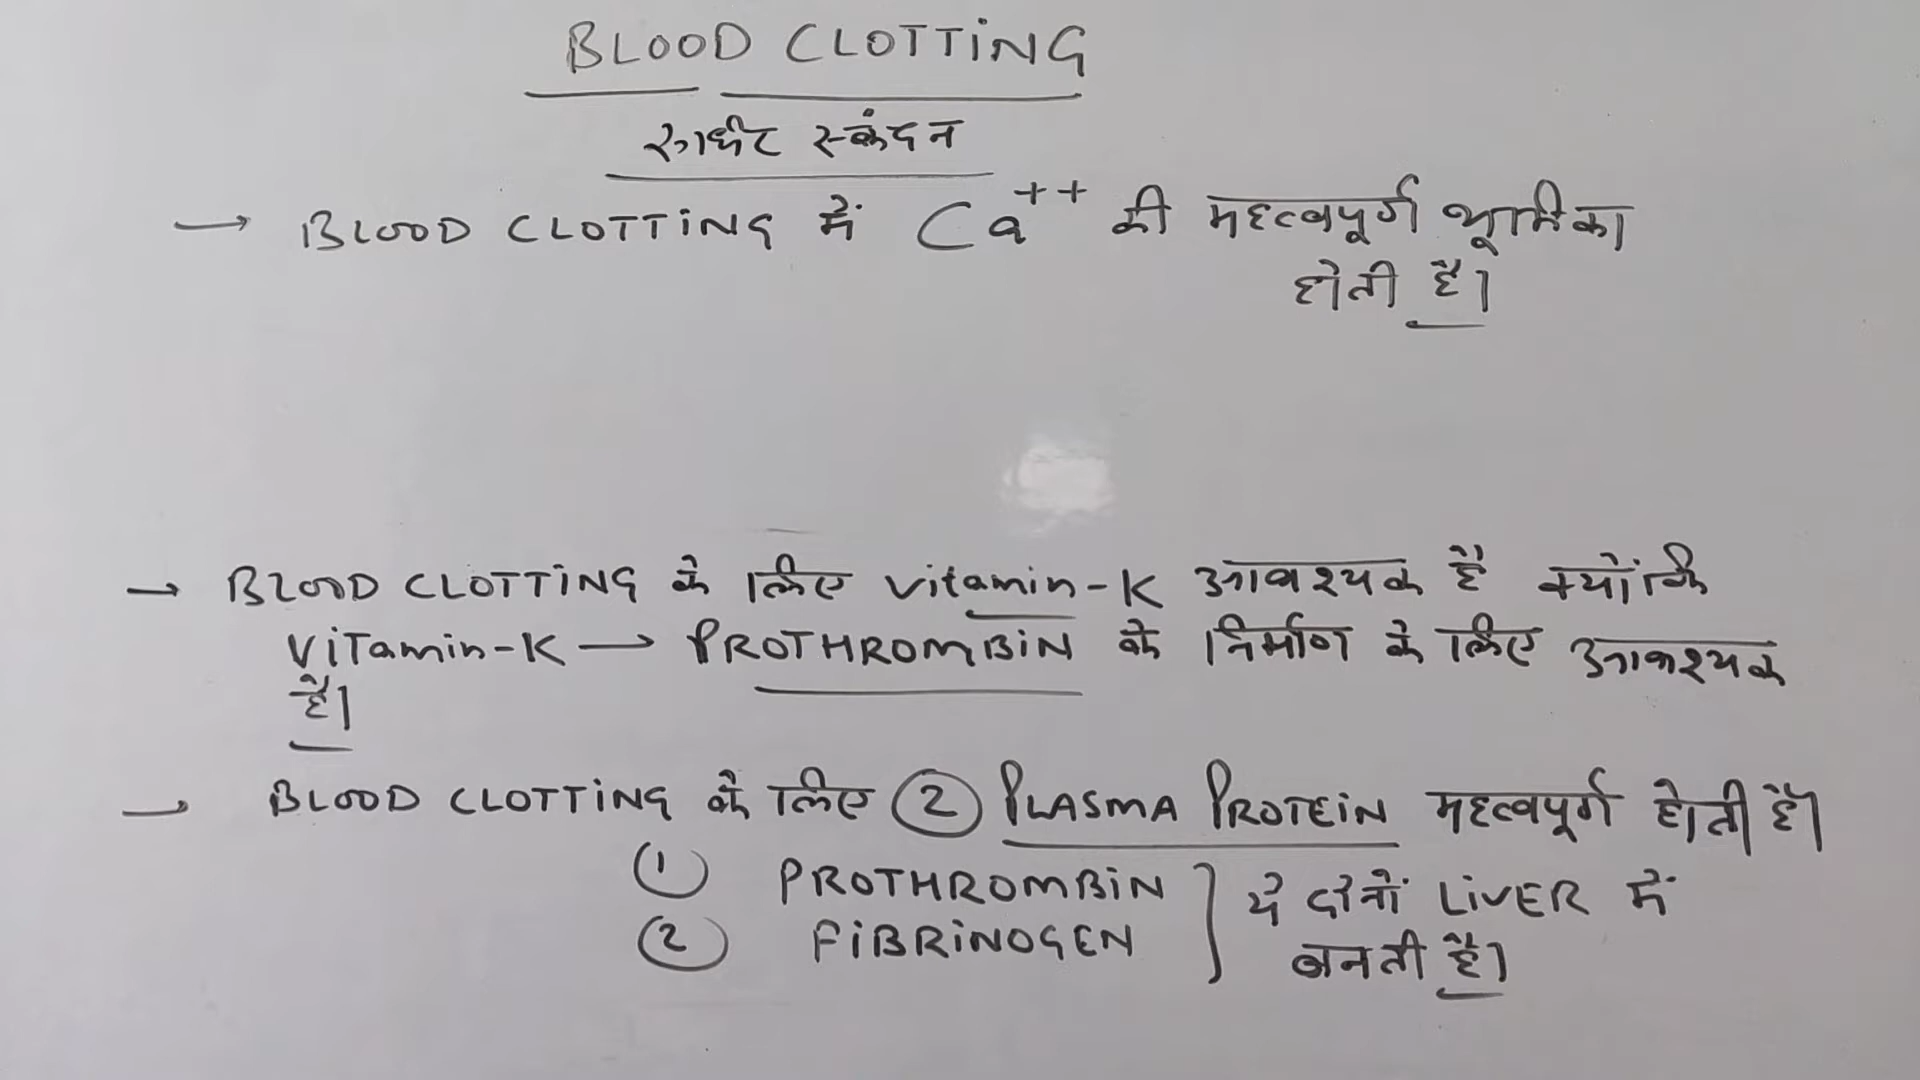 BLOOD CLOTTiNG
रुधिर स्कंदन
→ BLOOD CLOTTiNG में Ca++ की महत्वपूर्ण भूमिका
होती है।
→ BLOOD CLOTTiNG के लिए vitamin-K आवश्यक है क्योंकि
ViTamin-K → PROTHROMBiN के निर्माण के लिए आवश्यक
है।
→ BLOOD CLOTTiNG के लिए ② PLASMA PROTEiN महत्वपूर्ण होती है।
① PROTHROMBiN } ये दोनों LiVER में
② FiBRiNOGEN बनती है।